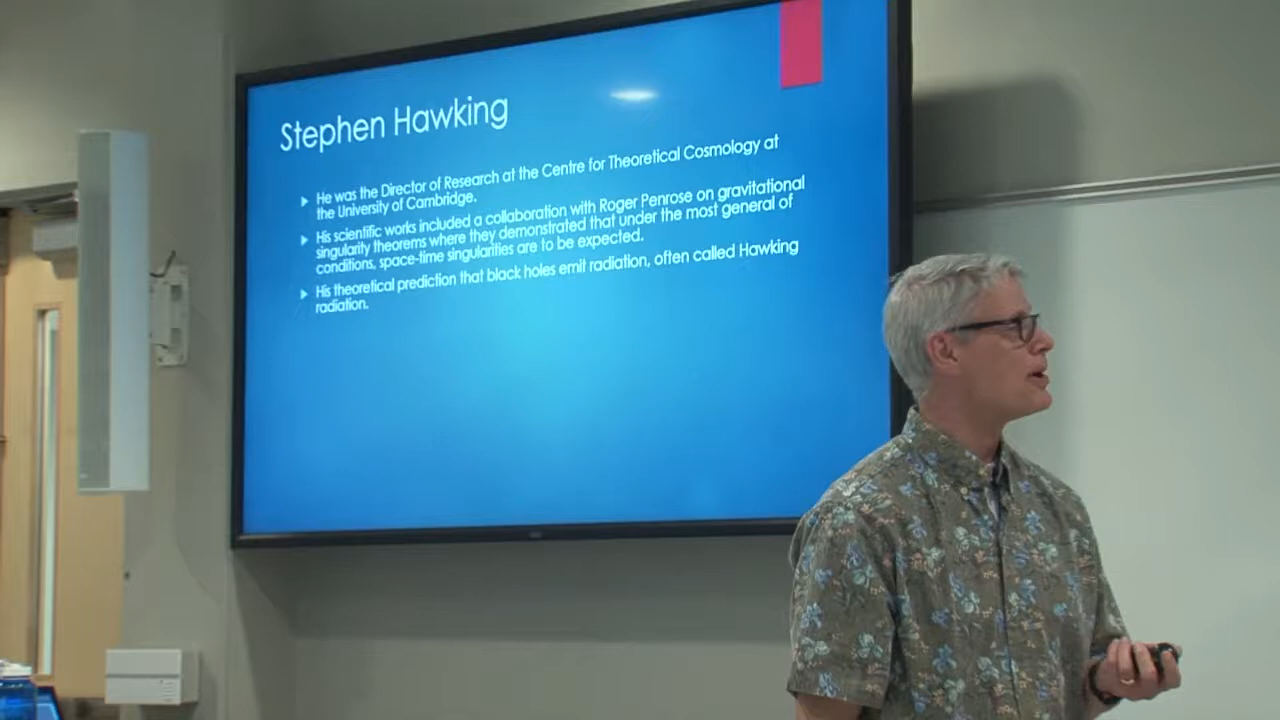 Stephen Hawking
He was the Director of Research at the Centre for Theoretical Cosmology at
the University of Cambridge.
His scientific works included a collaboration with Roger Penrose on gravitational
singularity theorems where they demonstrated that under the most general of
conditions, space-time singularities are to be expected.
His theoretical prediction that black holes emit radiation, often called Hawking
radiation.